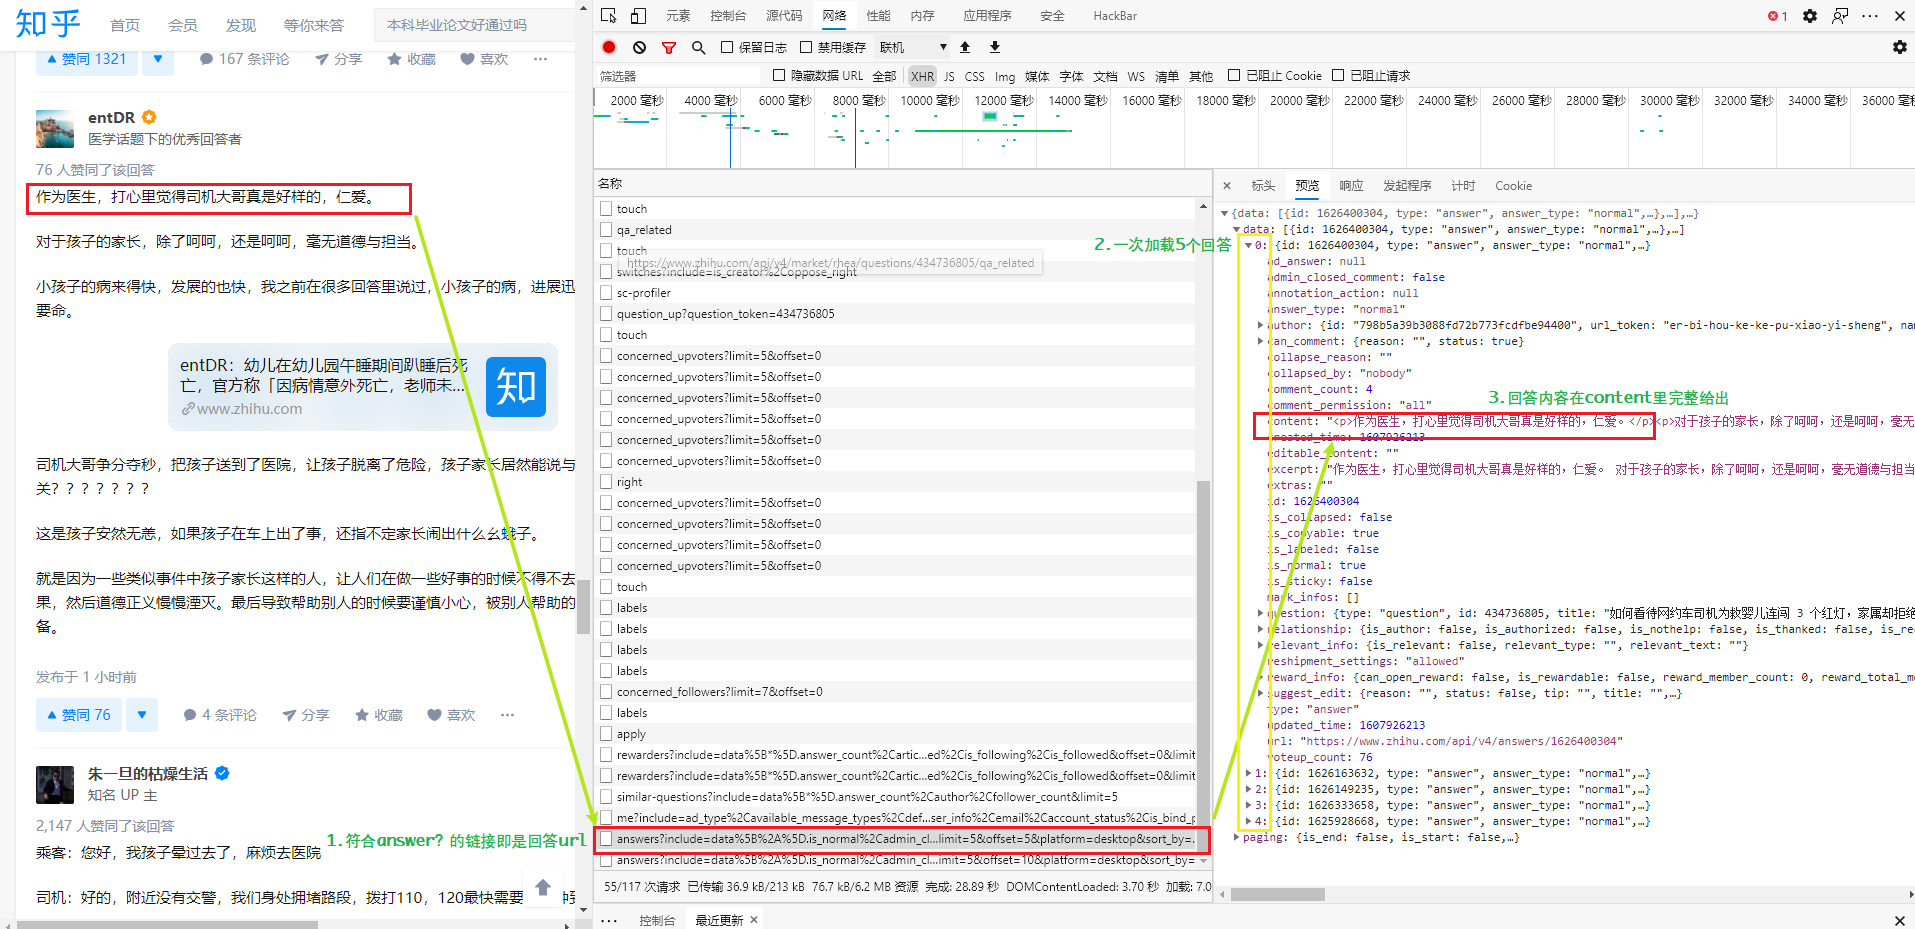 知乎 首页 会员 发现 等你来答 本科毕业论文好通过吗
赞同 1321 167 条评论 分享 收藏 喜欢 ...
entDR
医学话题下的优秀回答者
76 人赞同了该回答
作为医生，打心里觉得司机大哥真是好样的，仁爱。
对于孩子的家长，除了呵呵，还是呵呵，毫无道德与担当。
小孩子的病来得快，发展的也快，我之前在很多回答里说过，小孩子的病，进展迅
要命。
entDR：幼儿在幼儿园午睡期间趴睡后死
亡，官方称「因病情意外死亡，老师未...
www.zhihu.com
知
司机大哥争分夺秒，把孩子送到了医院，让孩子脱离了危险，孩子家长居然能说与
关？？？？？？
这是孩子安然无恙，如果孩子在车上出了事，还指不定家长闹出什么幺蛾子。
就是因为一些类似事件中孩子家长这样的人，让人们在做一些好事的时候不得不去
果，然后道德正义慢慢湮灭。最后导致帮助别人的时候要谨慎小心，被别人帮助的
备。
发布于 1 小时前
赞同 76 4 条评论 分享 收藏 喜欢 ...
朱一旦的枯燥生活
知名 UP 主
2,147 人赞同了该回答
1.符合answer? 的链接即是回答url
乘客：您好，我孩子晕过去了，麻烦去医院
司机：好的，附近没有交警，我们身处拥堵路段，拨打110，120最快需要
元素 控制台 源代码 网络 性能 内存 应用程序 安全 HackBar 1
保留日志 禁用缓存 联机
筛选器 隐藏数据 URL 全部 XHR JS CSS Img 媒体 字体 文档 WS 清单 其他 已阻止 Cookie 已阻止请求
2000 毫秒 4000 毫秒 6000 毫秒 8000 毫秒 10000 毫秒 12000 毫秒 14000 毫秒 16000 毫秒 18000 毫秒 20000 毫秒 22000 毫秒 24000 毫秒 26000 毫秒 28000 毫秒 30000 毫秒 32000 毫秒 34000 毫秒 36000 毫秒
名称
touch
qa_related
touch
https://www.zhihu.com/api/v4/market/rhea/questions/434736805/qa_related
switches?include=is_creator%2Coppose_right
sc-profiler
question_up?question_token=434736805
touch
concerned_upvoters?limit=5&offset=0
concerned_upvoters?limit=5&offset=0
concerned_upvoters?limit=5&offset=0
concerned_upvoters?limit=5&offset=0
concerned_upvoters?limit=5&offset=0
concerned_upvoters?limit=5&offset=0
right
concerned_upvoters?limit=5&offset=0
concerned_upvoters?limit=5&offset=0
concerned_upvoters?limit=5&offset=0
concerned_upvoters?limit=5&offset=0
touch
labels
labels
labels
labels
concerned_followers?limit=7&offset=0
labels
apply
rewarders?include=data%5B*%5D.answer_count%2Cartic...ed%2Cis_following%2Cis_followed&offset=0&limit
rewarders?include=data%5B*%5D.answer_count%2Cartic...ed%2Cis_following%2Cis_followed&offset=0&limit
similar-questions?include=data%5B*%5D.answer_count%2Cauthor%2Cfollower_count&limit=5
me?include=ad_type%2Cavailable_message_types%2Cdef...ser_info%2Cemail%2Caccount_status%2Cis_bind_p
answers?include=data%5B%2A%5D.is_normal%2Cadmin_cl...limit=5&offset=5&platform=desktop&sort_by=...
answers?include=data%5B%2A%5D.is_normal%2Cadmin_cl...imit=5&offset=10&platform=desktop&sort_by=
55/117 次请求 已传输 36.9 kB/213 kB 76.7 kB/6.2 MB 资源 完成: 28.89 秒 DOMContentLoaded: 3.70 秒 加载: 7.0
... 控制台 最近更新
标头 预览 响应 发起程序 计时 Cookie
{data: [{id: 1626400304, type: "answer", answer_type: "normal",…},…],…}
data: [{id: 1626400304, type: "answer", answer_type: "normal",…},…]
2.一次加载5个回答
0: {id: 1626400304, type: "answer", answer_type: "normal",…}
ad_answer: null
admin_closed_comment: false
annotation_action: null
answer_type: "normal"
author: {id: "798b5a39b3088fd72b773fcdfbe94400", url_token: "er-bi-hou-ke-ke-pu-xiao-yi-sheng", nam
can_comment: {reason: "", status: true}
collapse_reason: ""
collapsed_by: "nobody"
comment_count: 4
comment_permission: "all"
3.回答内容在content里完整给出
content: "<p>作为医生，打心里觉得司机大哥真是好样的，仁爱。</p><p>对于孩子的家长，除了呵呵，还是呵呵，毫无
created_time: 1607926213
editable_content: ""
excerpt: "作为医生，打心里觉得司机大哥真是好样的，仁爱。 对于孩子的家长，除了呵呵，还是呵呵，毫无道德与担当
extras: ""
id: 1626400304
is_collapsed: false
is_copyable: true
is_labeled: false
is_normal: true
is_sticky: false
mark_infos: []
question: {type: "question", id: 434736805, title: "如何看待网约车司机为救婴儿连闯 3 个红灯，家属却拒绝
relationship: {is_author: false, is_authorized: false, is_nothelp: false, is_thanked: false, is_rec
relevant_info: {is_relevant: false, relevant_type: "", relevant_text: ""}
reshipment_settings: "allowed"
reward_info: {can_open_reward: false, is_rewardable: false, reward_member_count: 0, reward_total_mo
suggest_edit: {reason: "", status: false, tip: "", title: "",…}
type: "answer"
updated_time: 1607926213
url: "https://www.zhihu.com/api/v4/answers/1626400304"
voteup_count: 76
1: {id: 1626163632, type: "answer", answer_type: "normal",…}
2: {id: 1626149235, type: "answer", answer_type: "normal",…}
3: {id: 1626333658, type: "answer", answer_type: "normal",…}
4: {id: 1625928668, type: "answer", answer_type: "normal",…}
paging: {is_end: false, is_start: false,…}